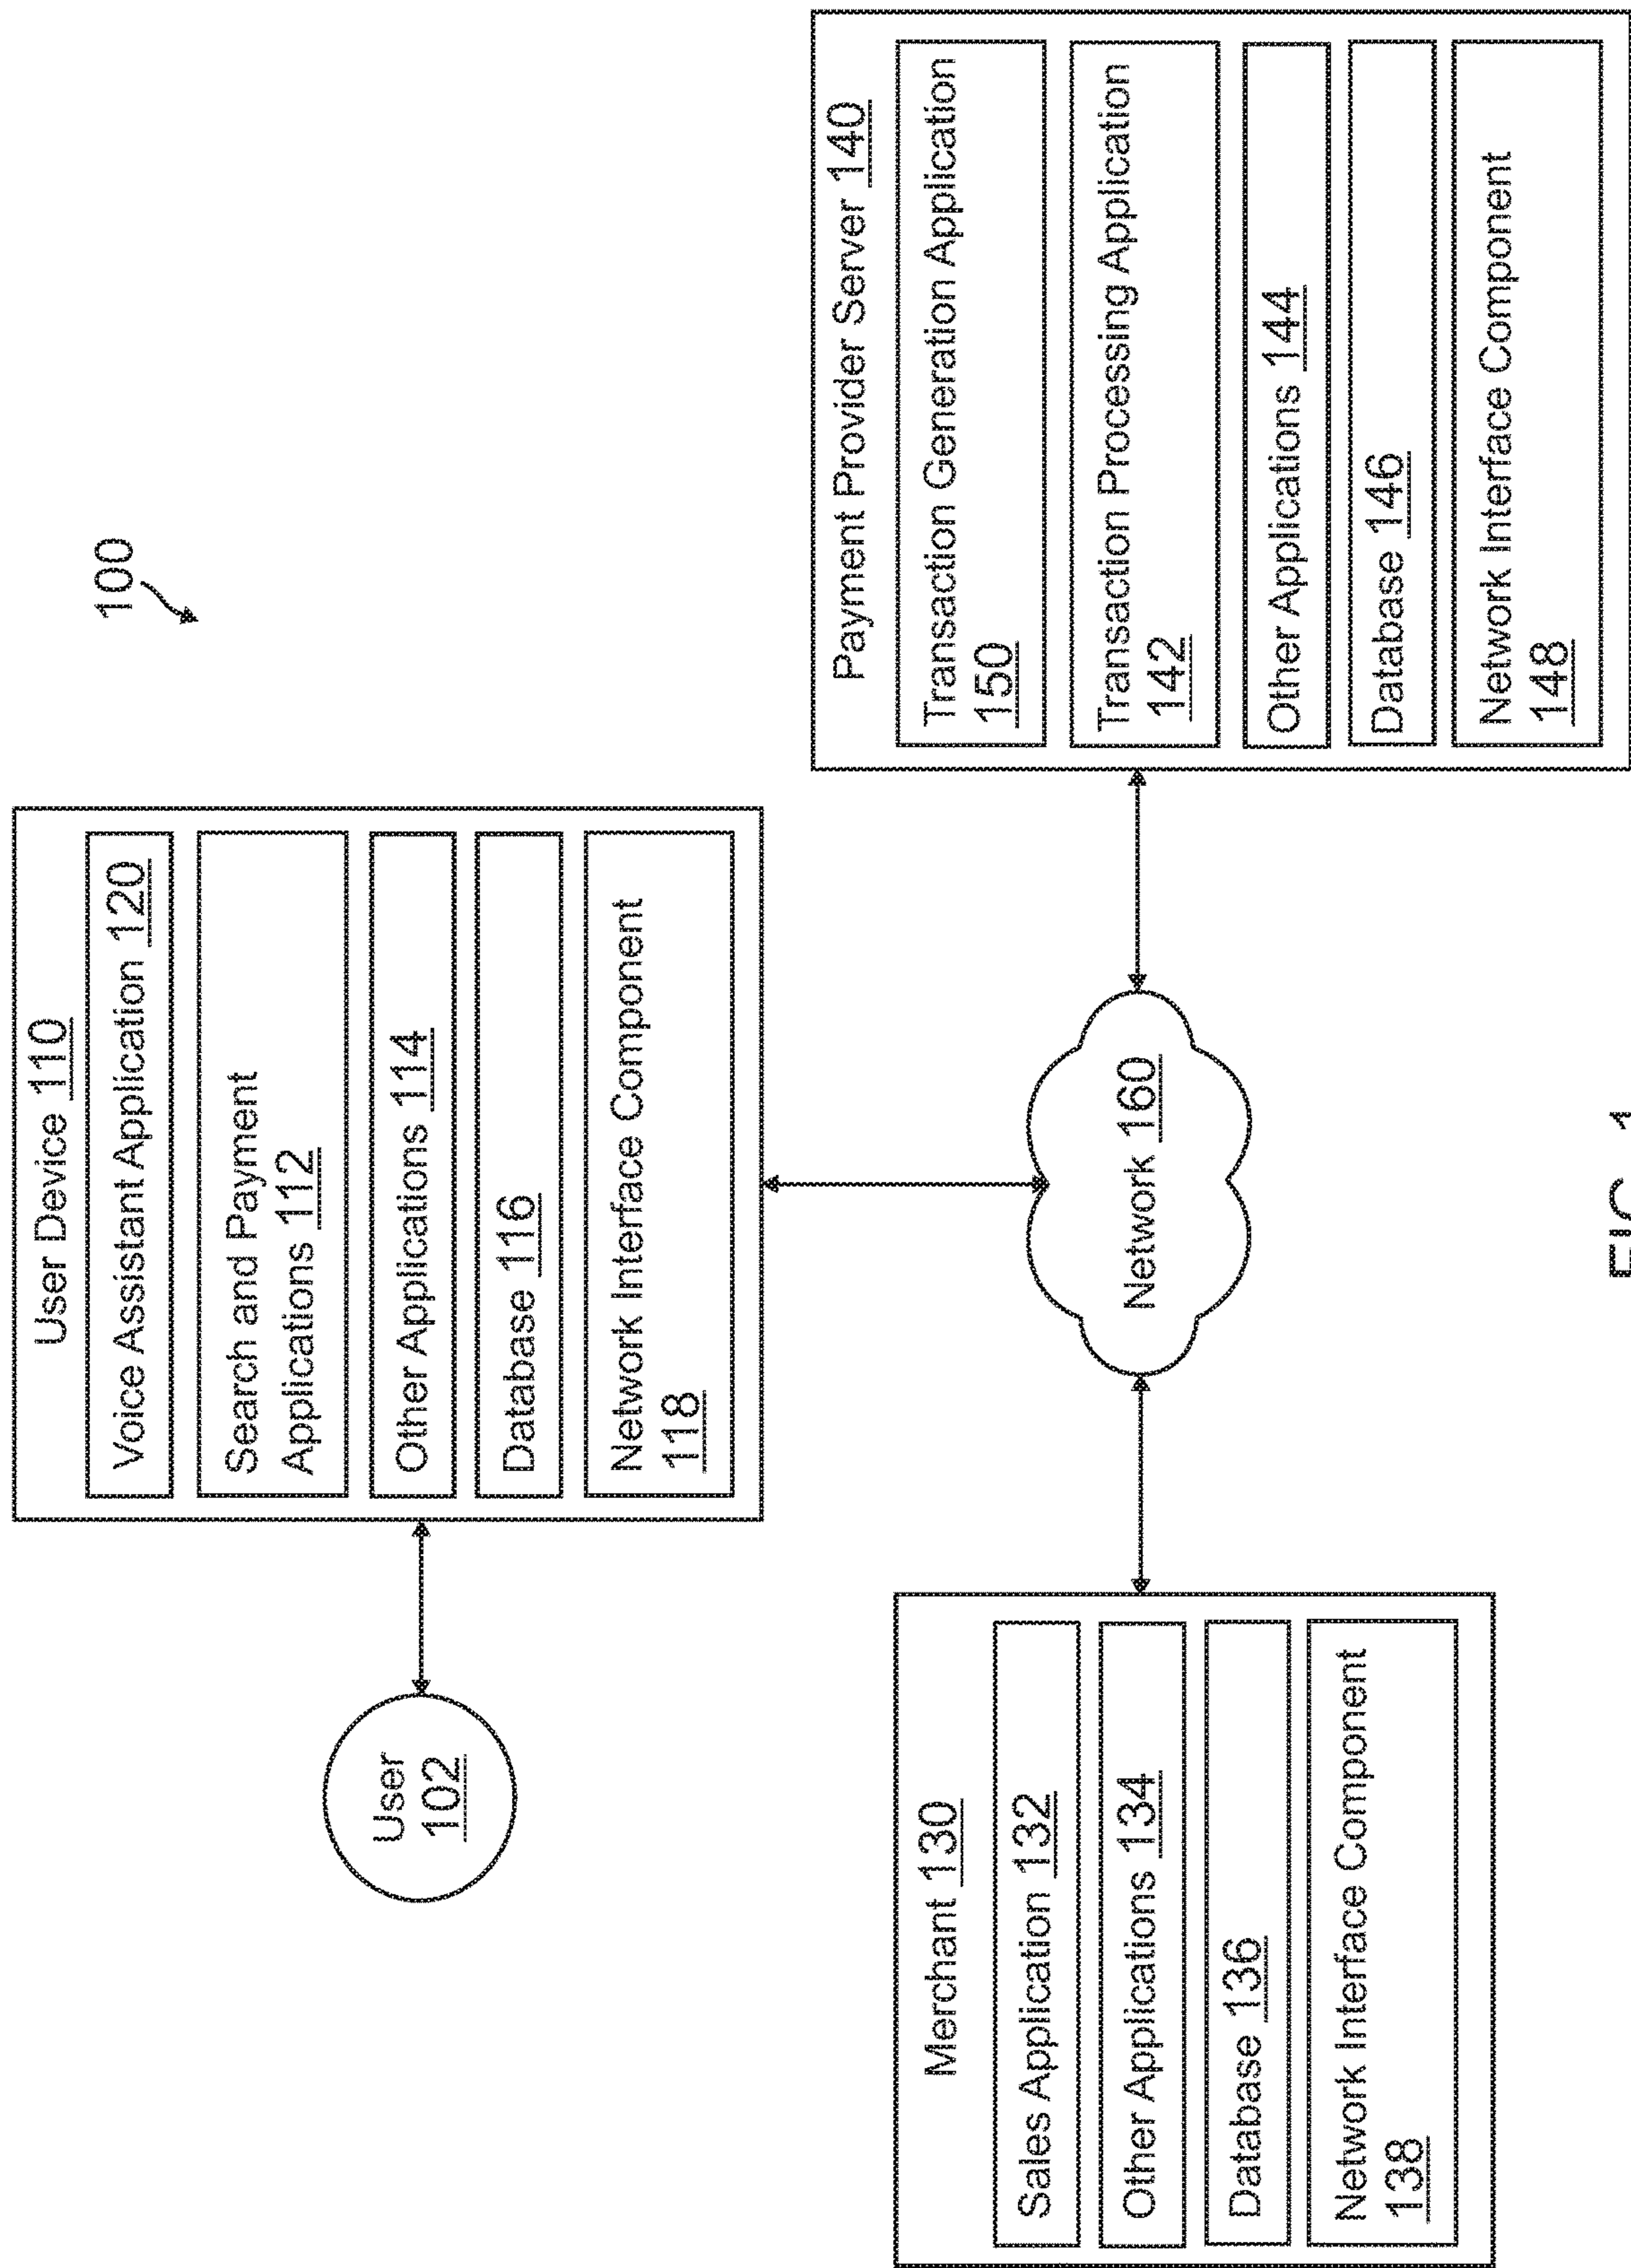 100
User Device 110
Voice Assistant Application 120
Search and Payment
Applications 112
Other Applications 114
Database 116
Network Interface Component
118
User
102
Network 160
Merchant 130
Sales Application 132
Other Applications 134
Database 136
Network Interface Component
138
Payment Provider Server 140
Transaction Generation Application
150
Transaction Processing Application
142
Other Applications 144
Database 146
Network Interface Component
148
FIG. 1